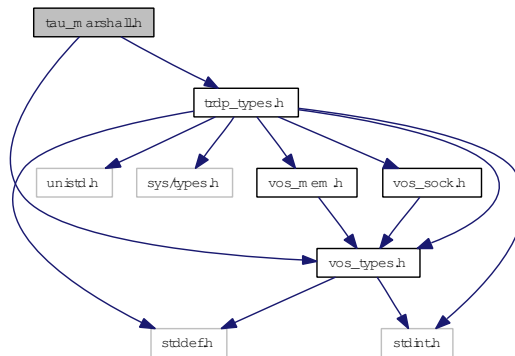 tau_marshall.h
trdp_types.h
unistd.h
sys/types.h
vos_mem.h
vos_sock.h
vos_types.h
stddef.h
stdint.h